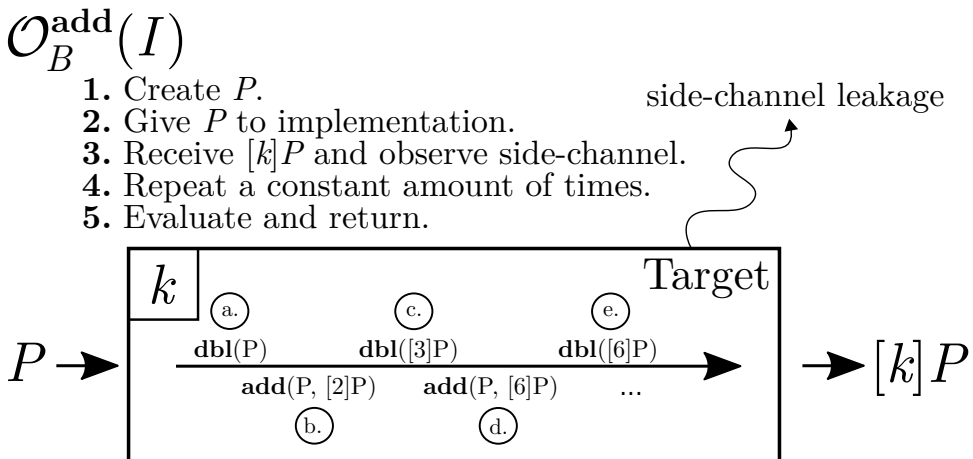 𝒪_B^add(I)
1. Create P.
2. Give P to implementation.
3. Receive [k]P and observe side-channel.
4. Repeat a constant amount of times.
5. Evaluate and return.
side-channel leakage
k
Target
a.
c.
e.
dbl(P)
dbl([3]P)
dbl([6]P)
P
[k]P
add(P, [2]P)
add(P, [6]P)
...
b.
d.